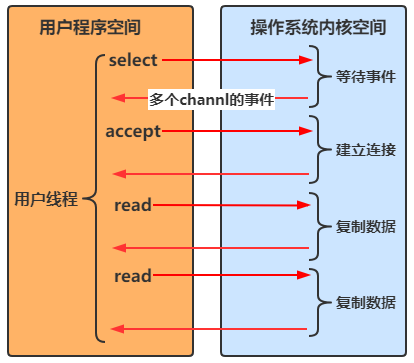 用户程序空间
操作系统内核空间
select
等待事件
多个channl的事件
accept
建立连接
用户线程
read
复制数据
read
复制数据